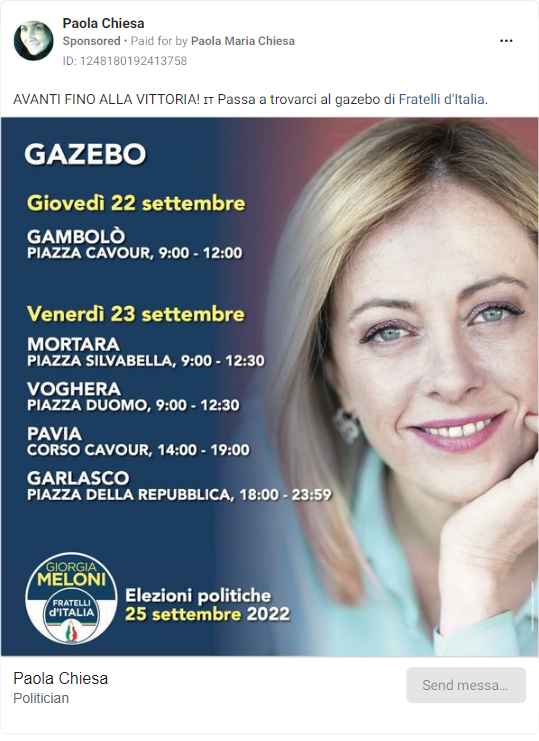 Paola Chiesa
Sponsored • Paid for by Paola Maria Chiesa
ID: 1248180192413758
AVANTI FINO ALLA VITTORIA! IT Passa a trovarci al gazebo di Fratelli d'Italia.
GAZEBO
Giovedì 22 settembre
GAMBOLÒ
PIAZZA CAVOUR, 9:00 - 12:00
Venerdì 23 settembre
MORTARA
PIAZZA SILVABELLA, 9:00 - 12:30
VOGHERA
PIAZZA DUOMO, 9:00 - 12:30
PAVIA
CORSO CAVOUR, 14:00 - 19:00
GARLASCO
PIAZZA DELLA REPUBBLICA, 18:00 - 23:59
GIORGIA
MELONI
FRATELLI
d'ITALIA
Elezioni politiche
25 settembre 2022
Paola Chiesa
Politician
Send messa...